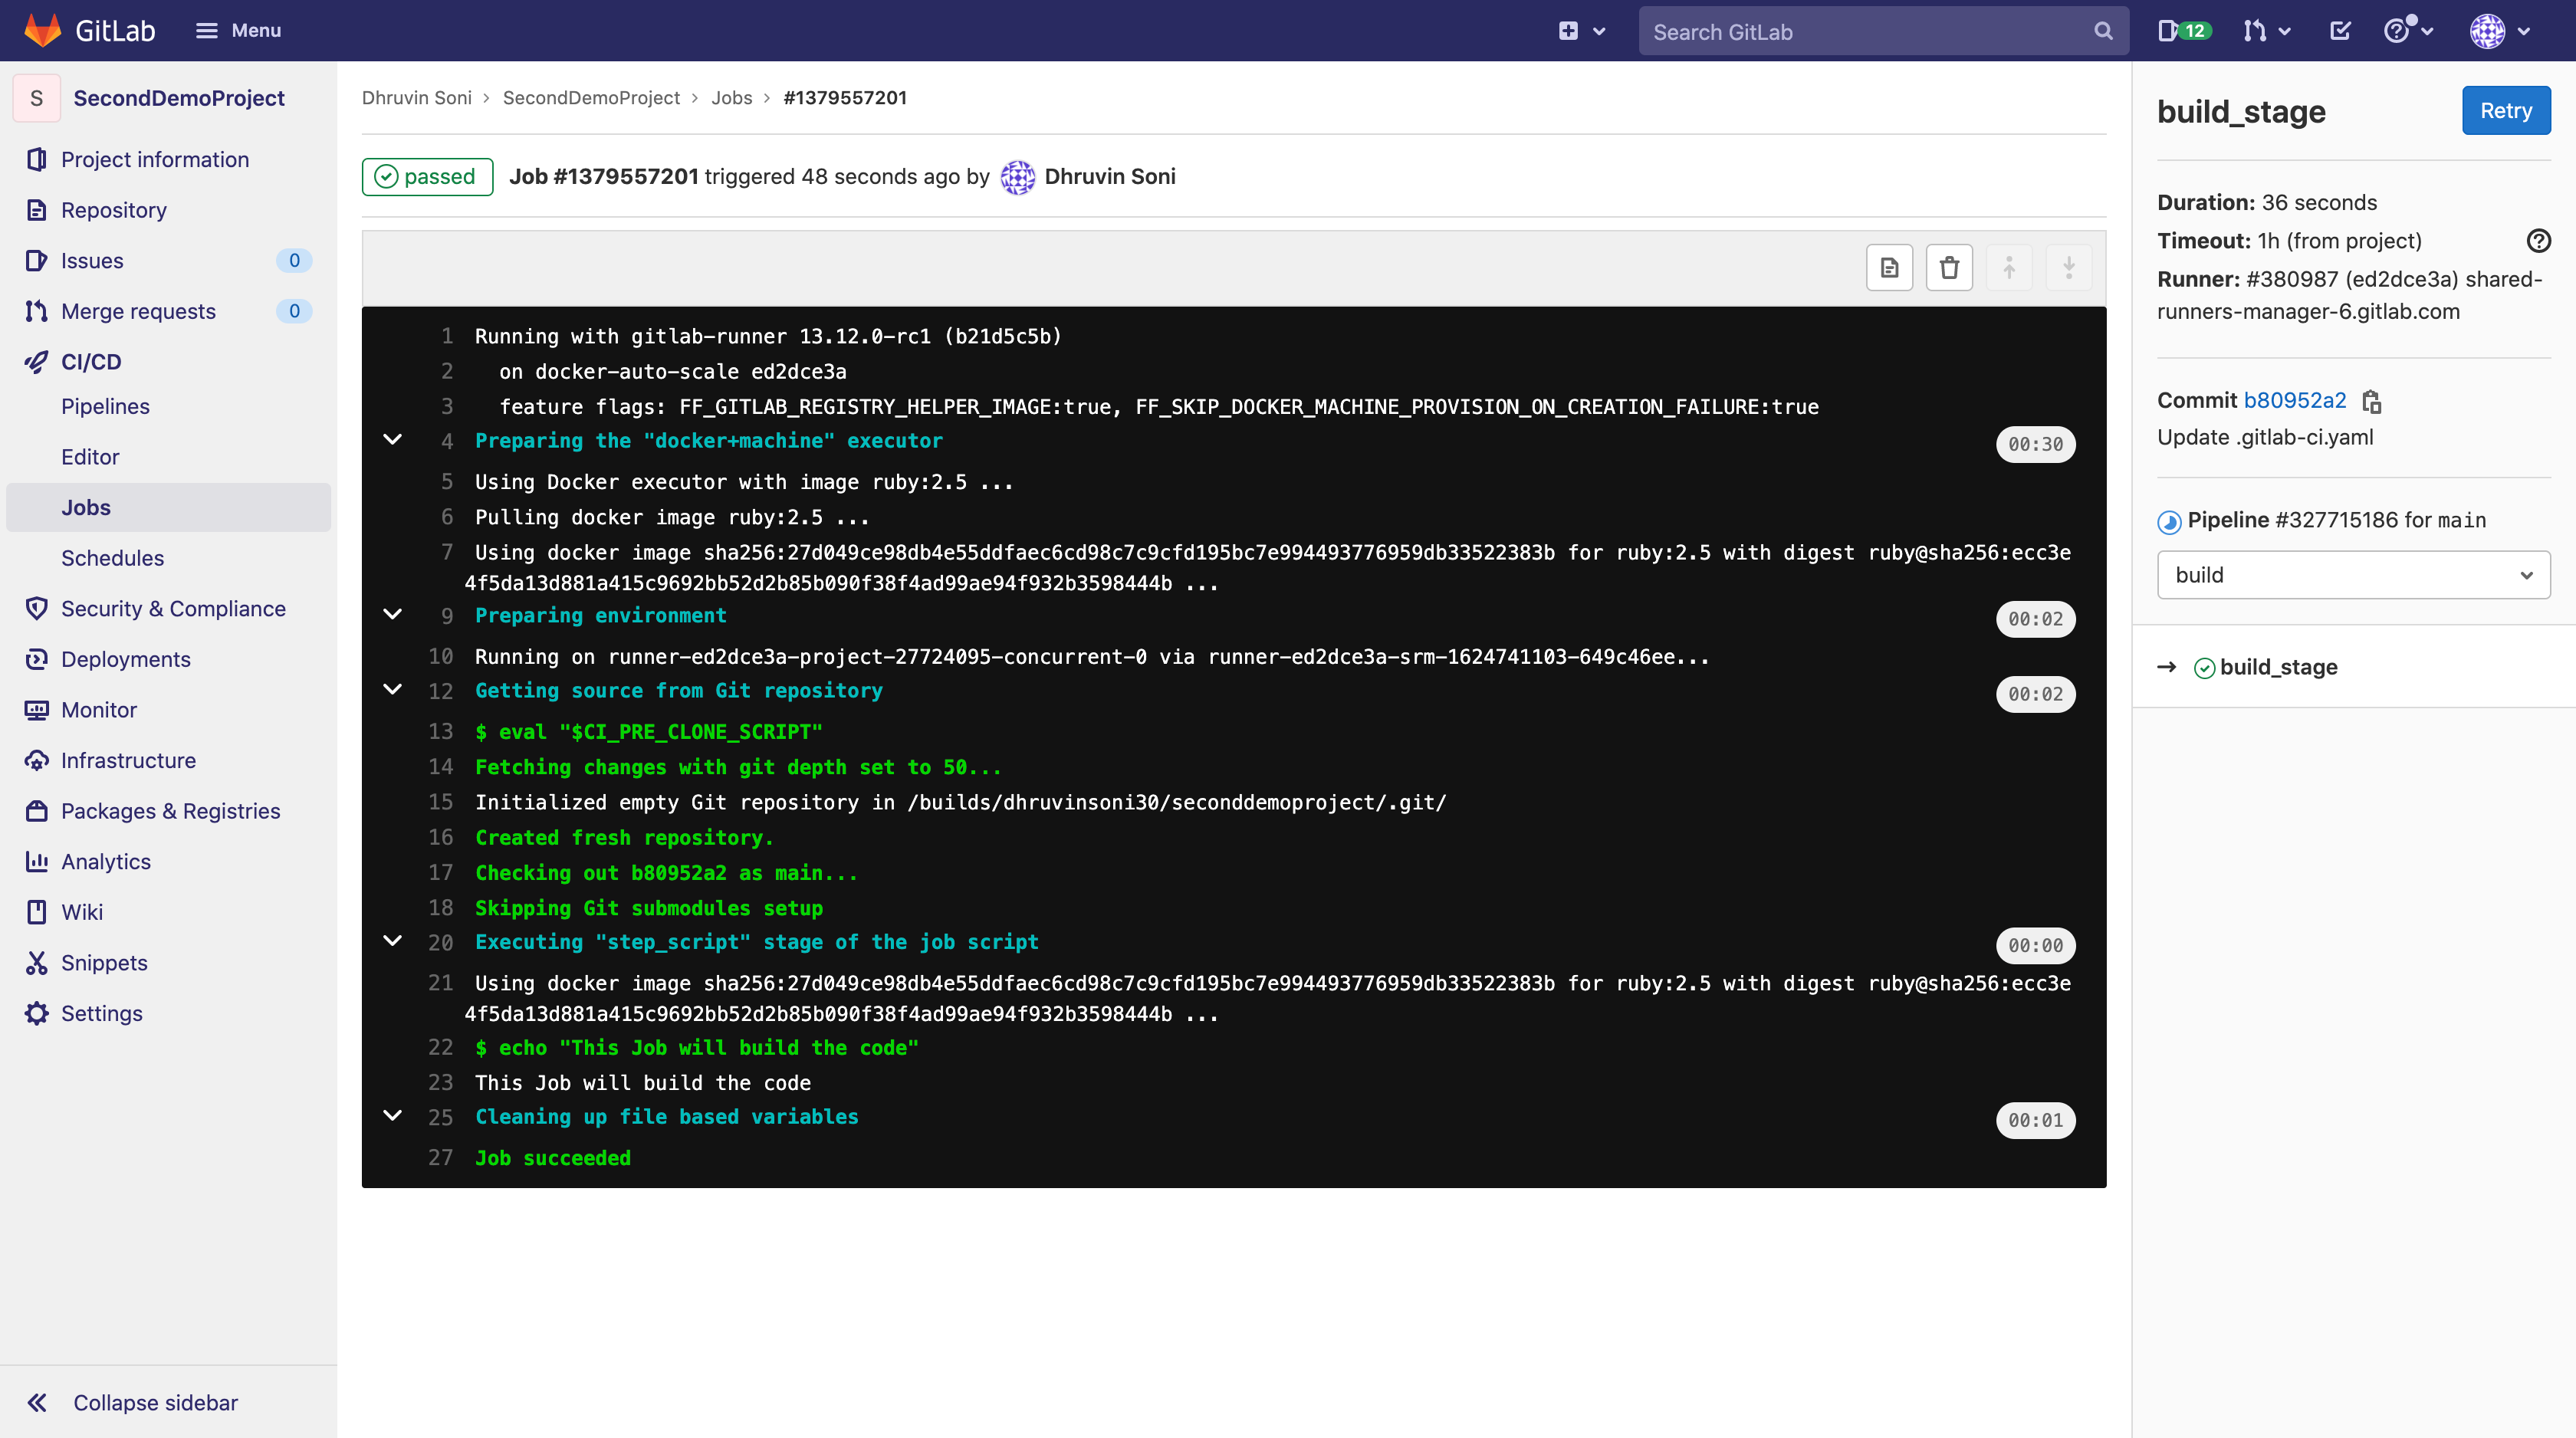 GitLab
Menu
Search GitLab
12
S
SecondDemoProject
Project information
Repository
Issues 0
Merge requests 0
CI/CD
Pipelines
Editor
Jobs
Schedules
Security & Compliance
Deployments
Monitor
Infrastructure
Packages & Registries
Analytics
Wiki
Snippets
Settings
Collapse sidebar
Dhruvin Soni > SecondDemoProject > Jobs > #1379557201
passed Job #1379557201 triggered 48 seconds ago by Dhruvin Soni
1 Running with gitlab-runner 13.12.0-rc1 (b21d5c5b)
2 on docker-auto-scale ed2dce3a
3 feature flags: FF_GITLAB_REGISTRY_HELPER_IMAGE:true, FF_SKIP_DOCKER_MACHINE_PROVISION_ON_CREATION_FAILURE:true
4 Preparing the "docker+machine" executor 00:30
5 Using Docker executor with image ruby:2.5 ...
6 Pulling docker image ruby:2.5 ...
7 Using docker image sha256:27d049ce98db4e55ddfaec6cd98c7c9cfd195bc7e994493776959db33522383b for ruby:2.5 with digest ruby@sha256:ecc3e
4f5da13d881a415c9692bb52d2b85b090f38f4ad99ae94f932b3598444b ...
9 Preparing environment 00:02
10 Running on runner-ed2dce3a-project-27724095-concurrent-0 via runner-ed2dce3a-srm-1624741103-649c46ee...
12 Getting source from Git repository 00:02
13 $ eval "$CI_PRE_CLONE_SCRIPT"
14 Fetching changes with git depth set to 50...
15 Initialized empty Git repository in /builds/dhruvinsoni30/seconddemoproject/.git/
16 Created fresh repository.
17 Checking out b80952a2 as main...
18 Skipping Git submodules setup
20 Executing "step_script" stage of the job script 00:00
21 Using docker image sha256:27d049ce98db4e55ddfaec6cd98c7c9cfd195bc7e994493776959db33522383b for ruby:2.5 with digest ruby@sha256:ecc3e
4f5da13d881a415c9692bb52d2b85b090f38f4ad99ae94f932b3598444b ...
22 $ echo "This Job will build the code"
23 This Job will build the code
25 Cleaning up file based variables 00:01
27 Job succeeded
build_stage
Retry
Duration: 36 seconds
Timeout: 1h (from project)
Runner: #380987 (ed2dce3a) shared-
runners-manager-6.gitlab.com
Commit b80952a2
Update .gitlab-ci.yaml
Pipeline #327715186 for main
build
→ build_stage